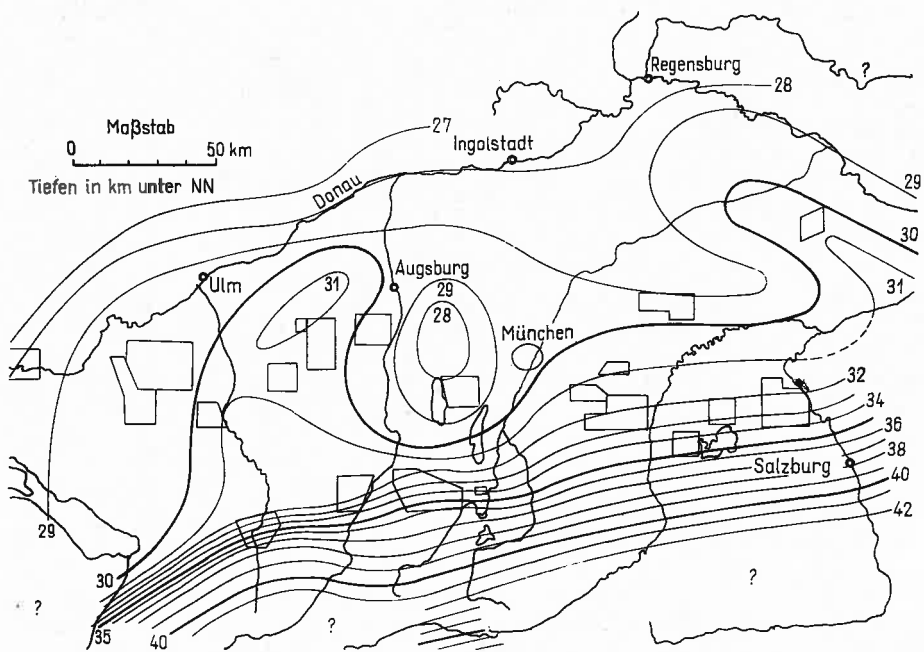 Regensburg
?
28
Maßstab
0 50 km
Tiefen in km unter NN
27
Ingolstadt
Donau
29
30
Ulm
31
Augsburg
29
28
München
31
32
34
36
38
Salzburg
40
42
29
30
?
35
40
?
?